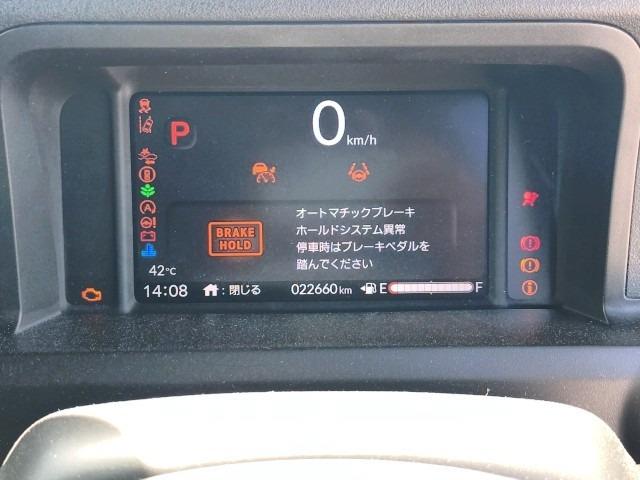 0 km/h
P
BRAKE
HOLD
オートマチックブレーキ
ホールドシステム異常
停車時はブレーキペダルを
踏んでください
42℃
14:08
:閉じる
022660 km
E
F